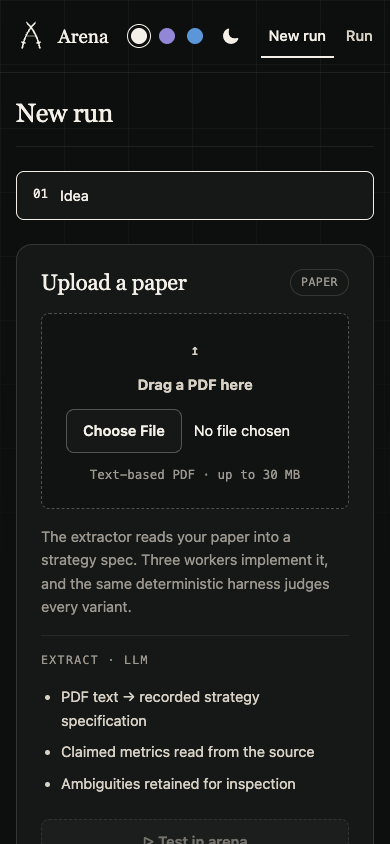 Arena
New run
Run
New run
01 Idea
Upload a paper
PAPER
↥
Drag a PDF here
Choose File No file chosen
Text-based PDF · up to 30 MB
The extractor reads your paper into a
strategy spec. Three workers implement it,
and the same deterministic harness judges
every variant.
EXTRACT · LLM
• PDF text → recorded strategy
specification
• Claimed metrics read from the source
• Ambiguities retained for inspection
▷ Test in arena